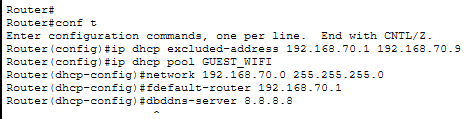 Router#
Router#conf t
Enter configuration commands, one per line.  End with CNTL/Z.
Router(config)#ip dhcp excluded-address 192.168.70.1 192.168.70.9
Router(config)#ip dhcp pool GUEST_WIFI
Router(dhcp-config)#network 192.168.70.0 255.255.255.0
Router(dhcp-config)#fdefault-router 192.168.70.1
Router(dhcp-config)#dbddns-server 8.8.8.8